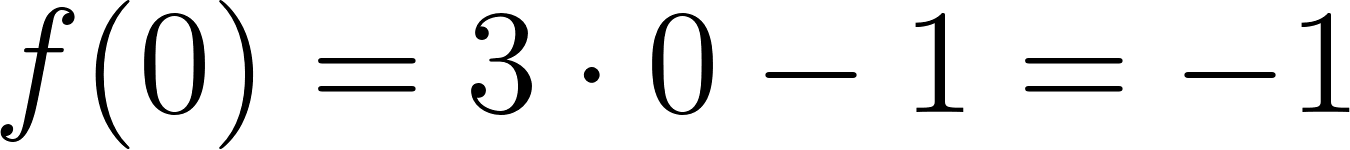 f(0) = 3 · 0 − 1 = −1